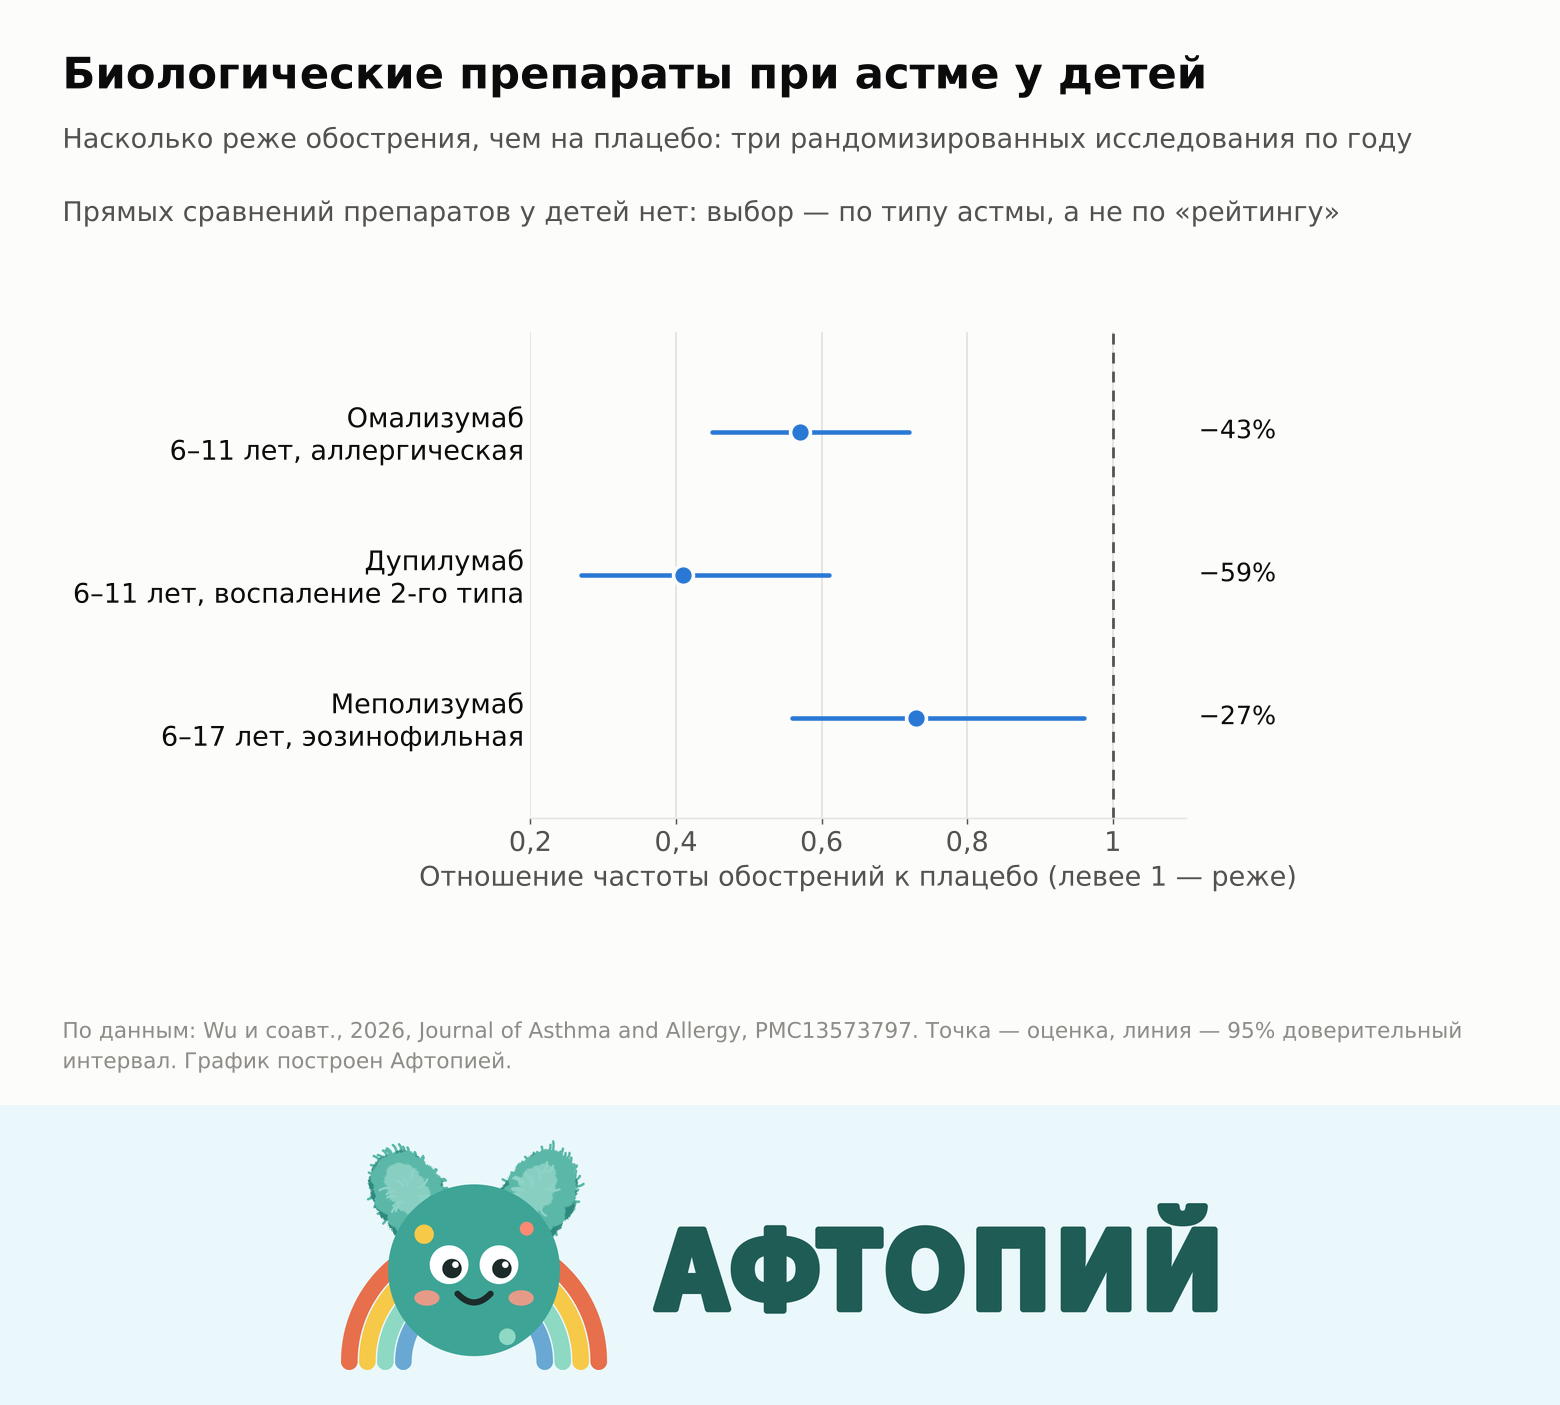 Биологические препараты при астме у детей
Насколько реже обострения, чем на плацебо: три рандомизированных исследования по году
Прямых сравнений препаратов у детей нет: выбор — по типу астмы, а не по «рейтингу»
Омализумаб
6–11 лет, аллергическая
−43%
Дупилумаб
6–11 лет, воспаление 2-го типа
−59%
Меполизумаб
6–17 лет, эозинофильная
−27%
0,2 0,4 0,6 0,8 1
Отношение частоты обострений к плацебо (левее 1 — реже)
По данным: Wu и соавт., 2026, Journal of Asthma and Allergy, PMC13573797. Точка — оценка, линия — 95% доверительный
интервал. График построен Афтопией.
АФТОПИЙ